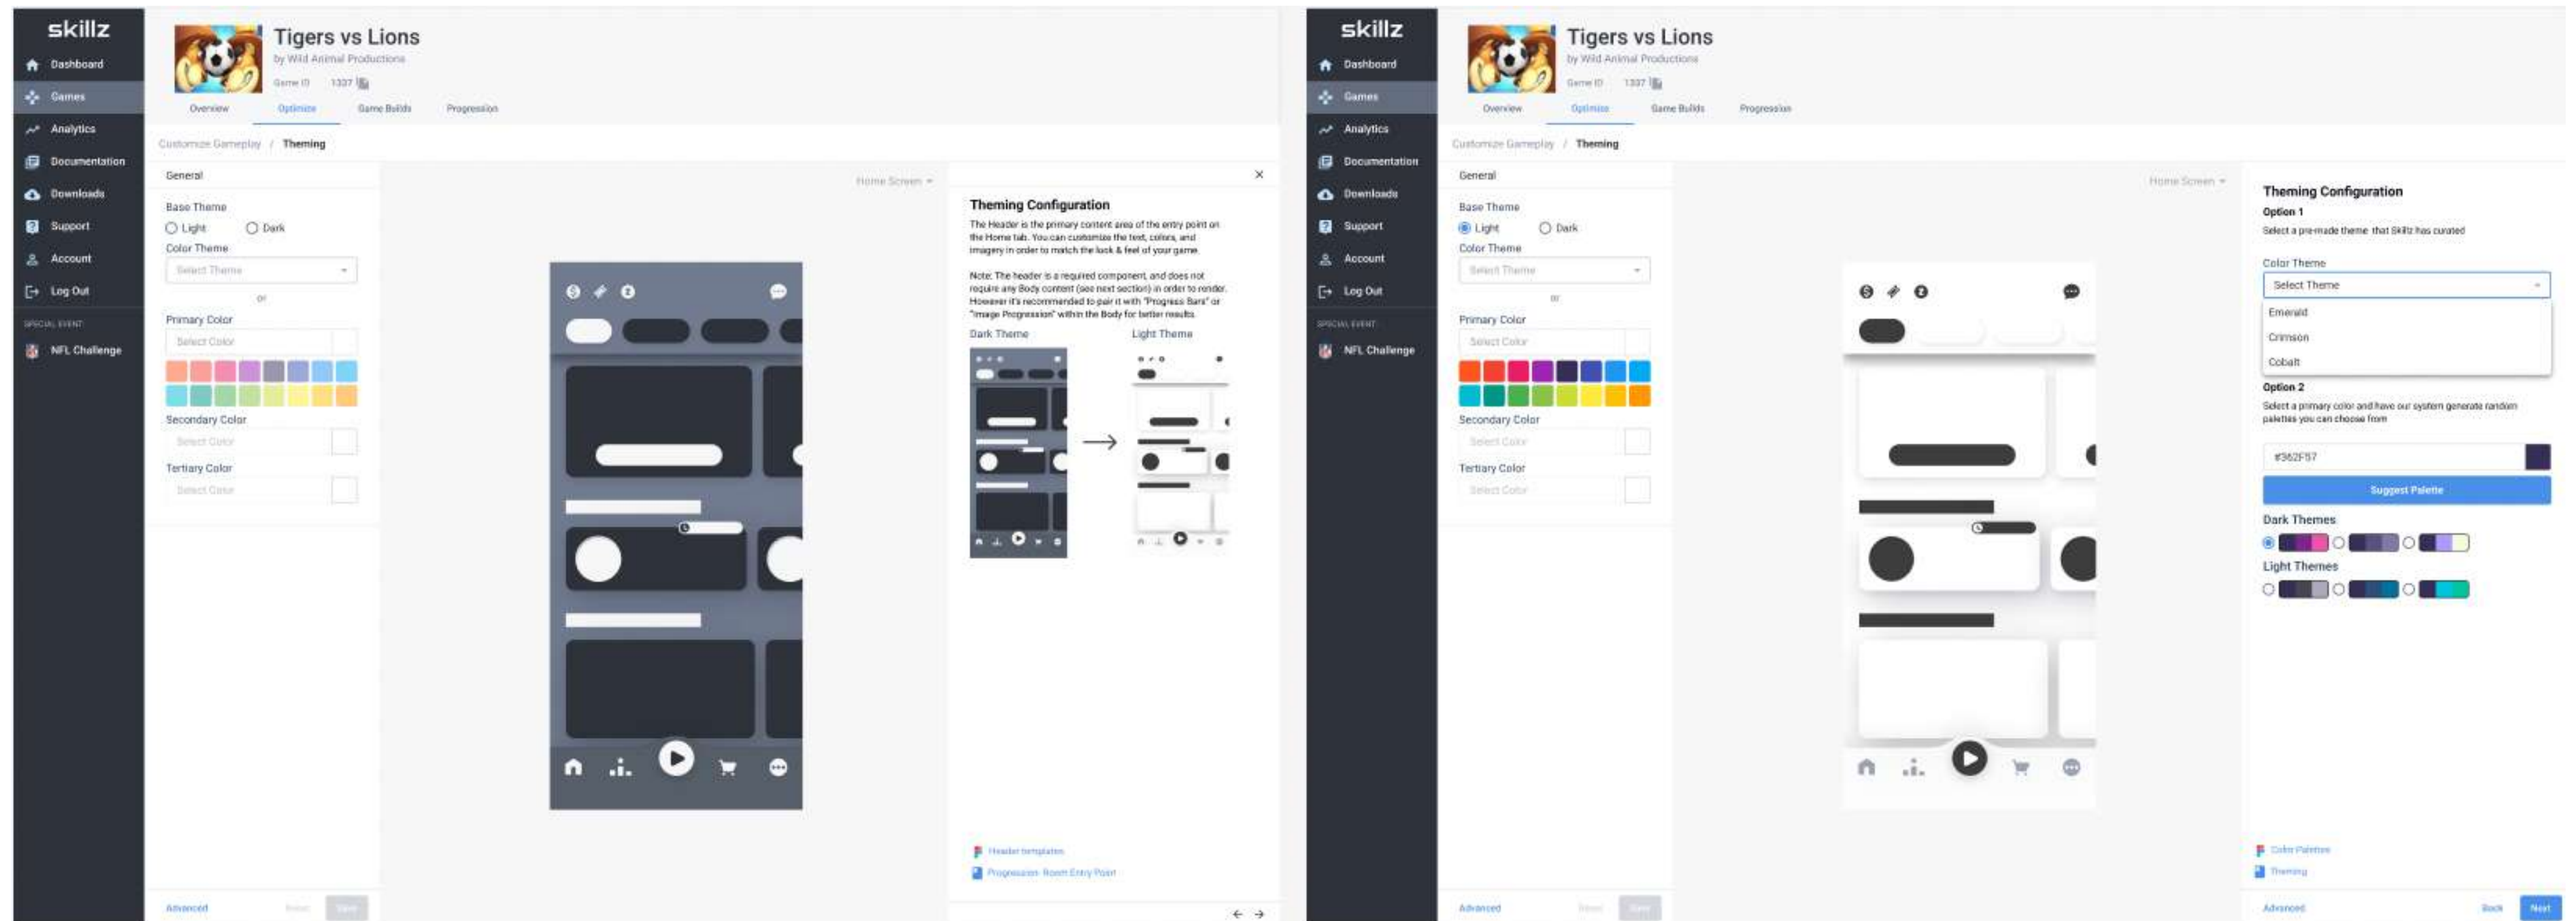 skillz
Dashboard
Games
Analytics
Documentation
Downloads
Support
Account
Log Out
SPECIAL EVENT
NFL Challenge
Tigers vs Lions
by Wild Animal Productions
Game ID 1337
Overview Optimize Game Builds Progression
Customize Gameplay / Theming
General
Base Theme
Light Dark
Color Theme
Select Theme
or
Primary Color
Select Color
Secondary Color
Select Color
Tertiary Color
Select Color
Advanced Reset Save
Home Screen
Theming Configuration
The Header is the primary content area of the entry point on
the Home tab. You can customize the text, colors, and
imagery in order to match the look & feel of your game.
Note: The header is a required component, and does not
require any Body content (see next section) in order to render.
However it's recommended to pair it with "Progress Bars" or
"Image Progression" within the Body for better results.
Dark Theme Light Theme
Header templates
Progression- Room Entry Point
skillz
Dashboard
Games
Analytics
Documentation
Downloads
Support
Account
Log Out
SPECIAL EVENT
NFL Challenge
Tigers vs Lions
by Wild Animal Productions
Game ID 1337
Overview Optimize Game Builds Progression
Customize Gameplay / Theming
General
Base Theme
Light Dark
Color Theme
Select Theme
or
Primary Color
Select Color
Secondary Color
Select Color
Tertiary Color
Select Color
Advanced Reset Save
Home Screen
Theming Configuration
Option 1
Select a pre-made theme that Skillz has curated
Color Theme
Select Theme
Emerald
Crimson
Cobalt
Option 2
Select a primary color and have our system generate random
palettes you can choose from
#362F57
Suggest Palette
Dark Themes
Light Themes
Color Palettes
Theming
Advanced Back Next